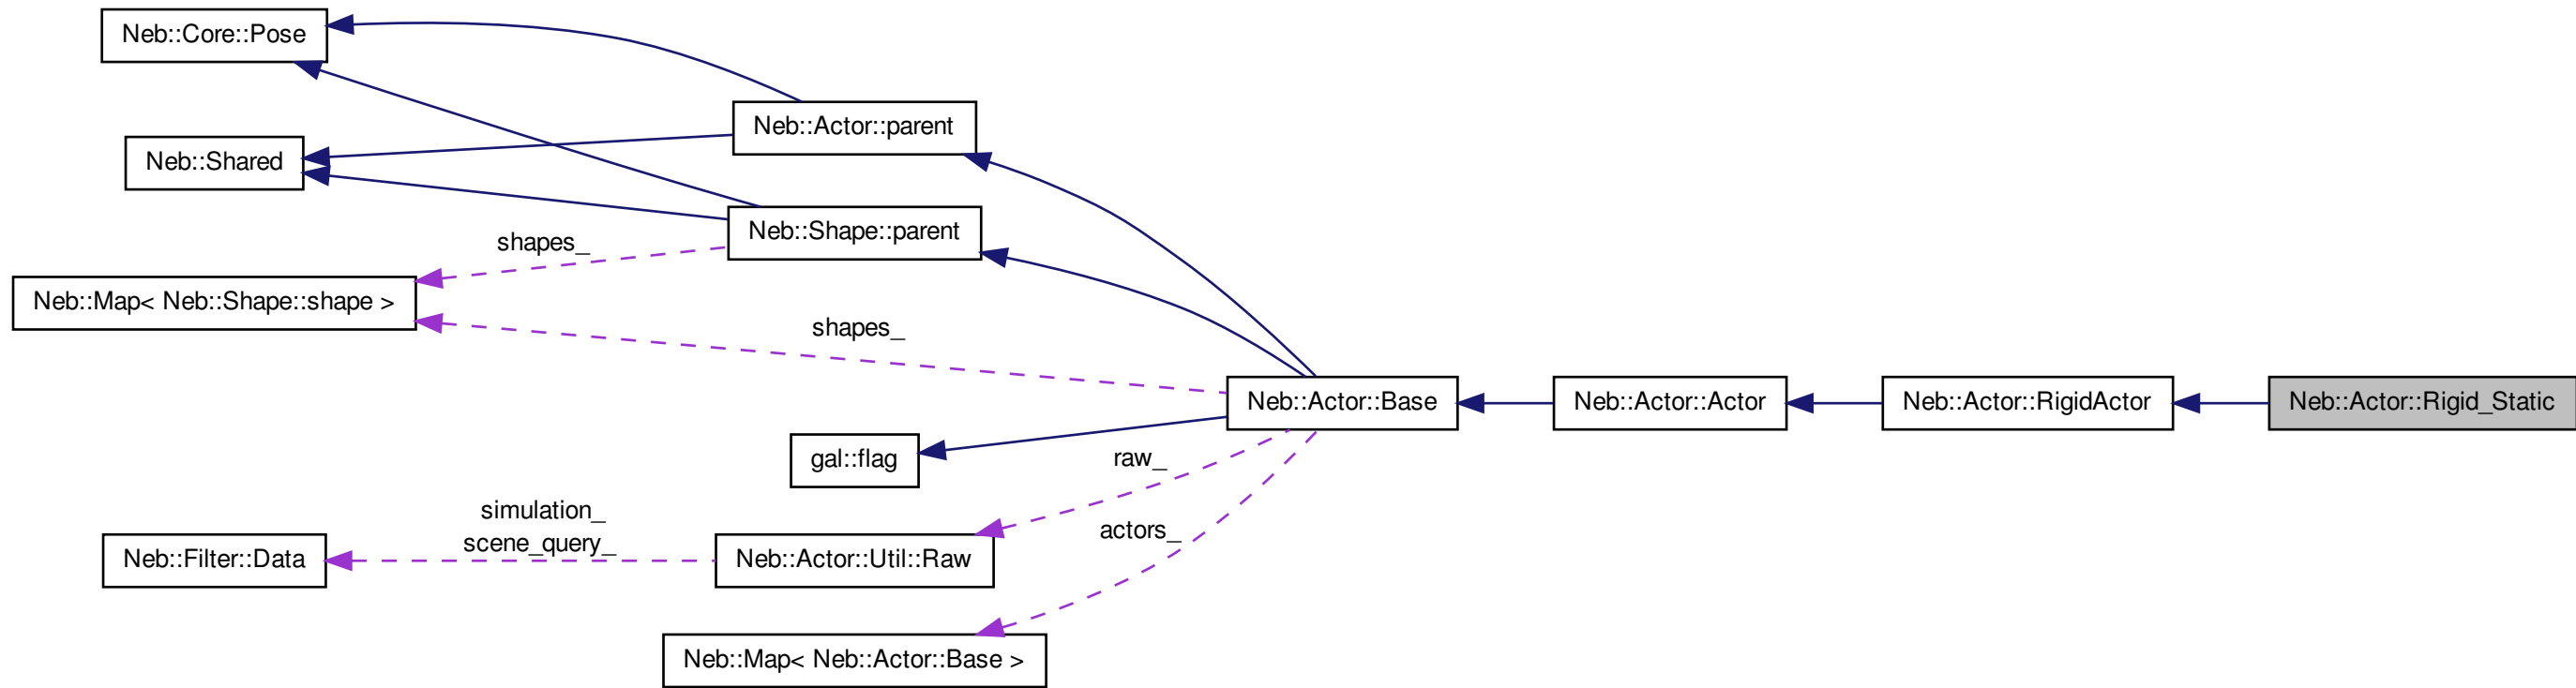 Neb::Core::Pose
Neb::Actor::parent
Neb::Shared
Neb::Shape::parent
shapes_
Neb::Map< Neb::Shape::shape >
shapes_
Neb::Actor::Base
Neb::Actor::Actor
Neb::Actor::RigidActor
Neb::Actor::Rigid_Static
gal::flag
raw_
simulation_
scene_query_
actors_
Neb::Filter::Data
Neb::Actor::Util::Raw
Neb::Map< Neb::Actor::Base >